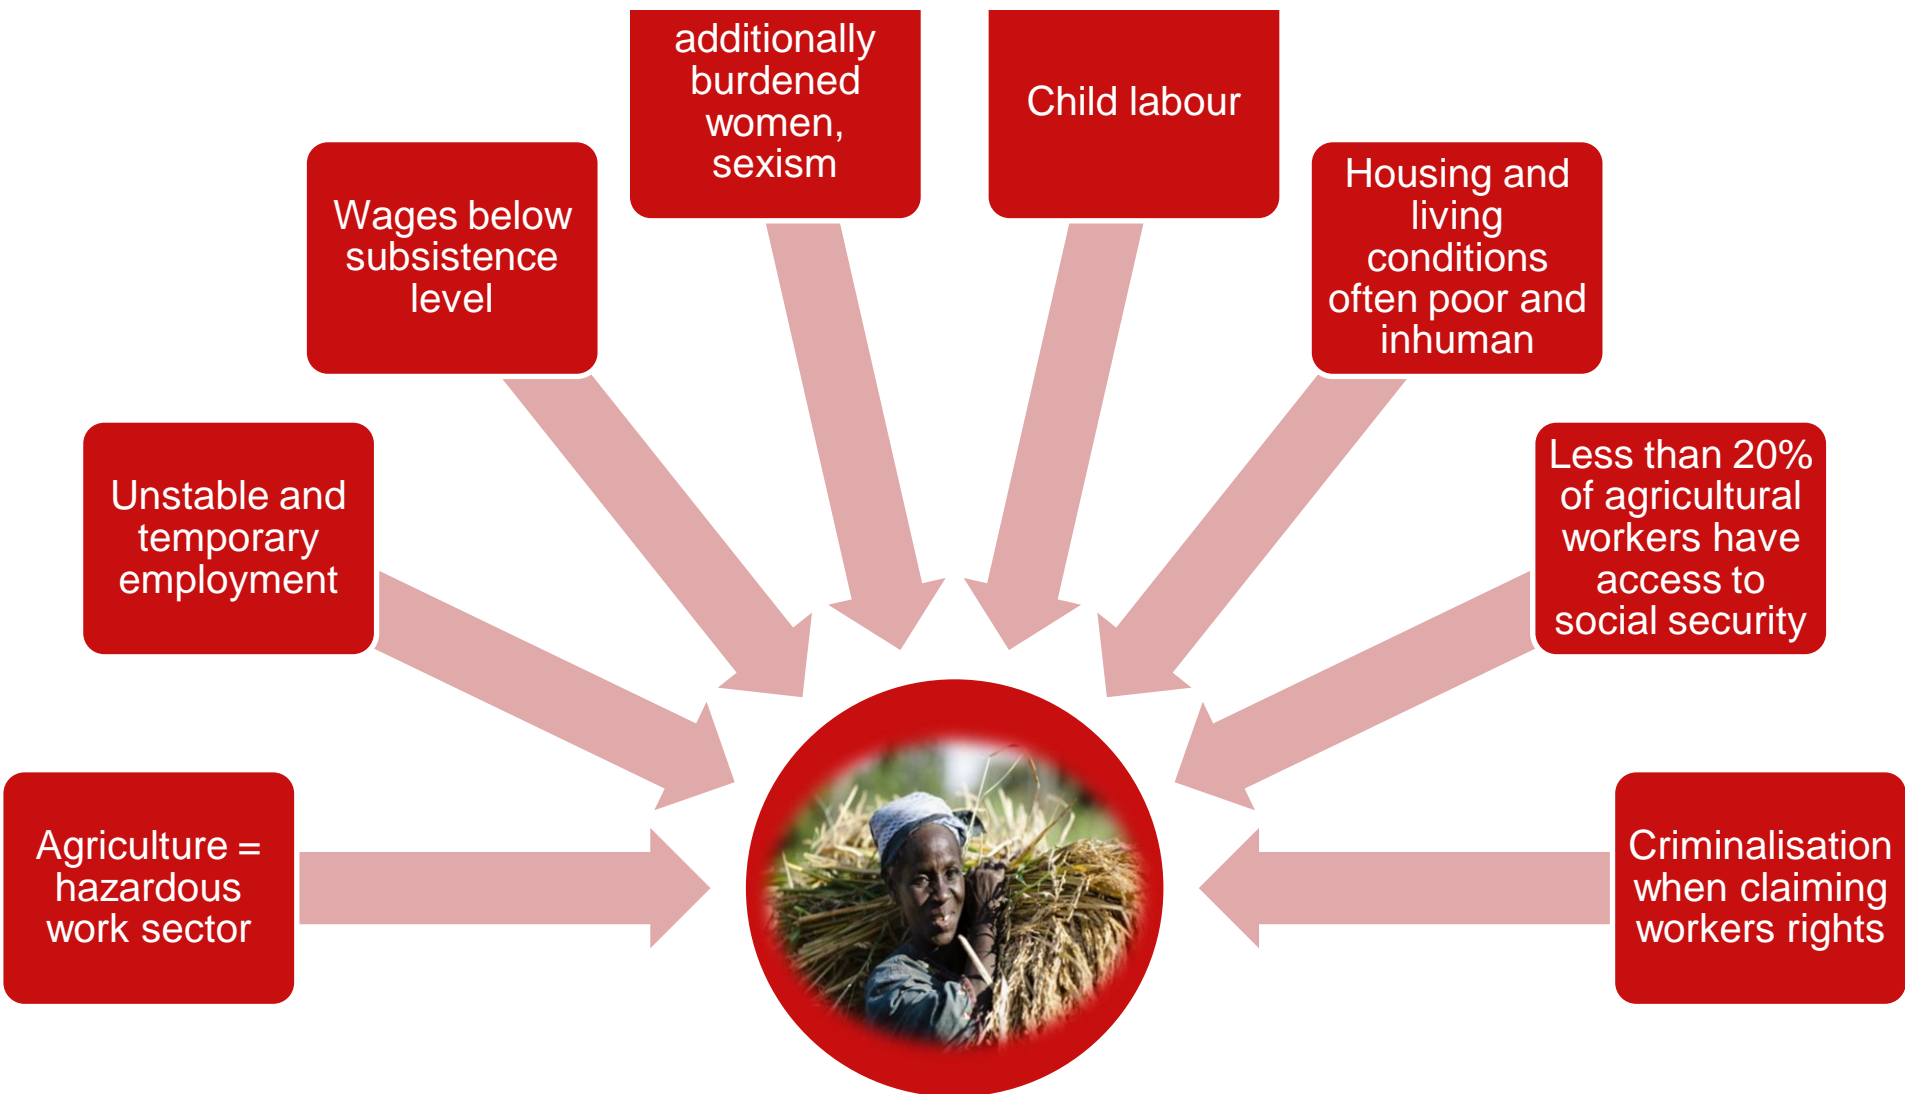 Agriculture =
hazardous
work sector
Unstable and
temporary
employment
Wages below
subsistence
level
additionally
burdened
women,
sexism
Child labour
Housing and
living
conditions
often poor and
inhuman
Less than 20%
of agricultural
workers have
access to
social security
Criminalisation
when claiming
workers rights